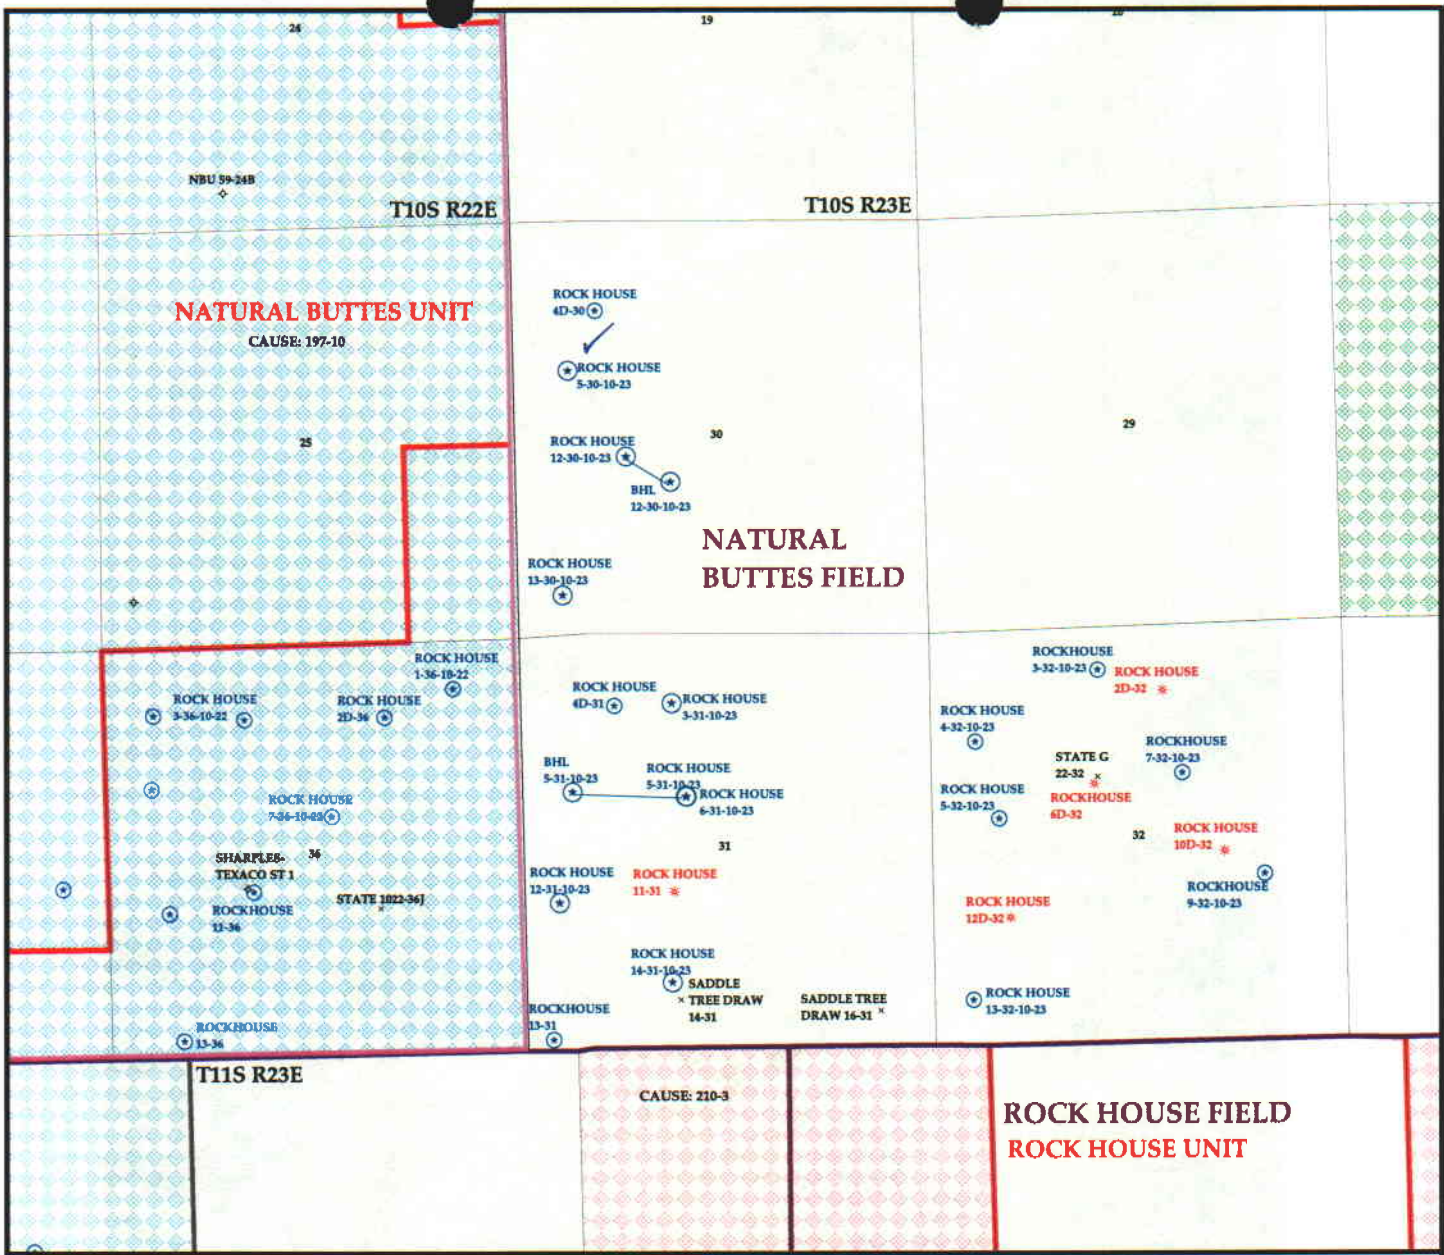 24
19
NBU 59-24B
T10S R22E
T10S R23E
NATURAL BUTTES UNIT
CAUSE: 197-10
25
ROCK HOUSE
4D-30
ROCK HOUSE
5-30-10-23
30
29
ROCK HOUSE
12-30-10-23
BHL
12-30-10-23
NATURAL
BUTTES FIELD
ROCK HOUSE
13-30-10-23
ROCK HOUSE
1-36-10-22
ROCK HOUSE
3-36-10-22
ROCK HOUSE
2D-36
ROCK HOUSE
7-36-10-22
SHARPLES-
TEXACO ST 1
36
STATE 1022-36J
ROCKHOUSE
11-36
ROCKHOUSE
13-36
ROCK HOUSE
4D-31
ROCK HOUSE
3-31-10-23
BHL
5-31-10-23
ROCK HOUSE
5-31-10-23
ROCK HOUSE
6-31-10-23
31
ROCK HOUSE
12-31-10-23
ROCK HOUSE
11-31
ROCK HOUSE
14-31-10-23
SADDLE
TREE DRAW
14-31
SADDLE TREE
DRAW 16-31
ROCKHOUSE
13-31
ROCKHOUSE
3-32-10-23
ROCK HOUSE
2D-32
ROCK HOUSE
4-32-10-23
ROCKHOUSE
7-32-10-23
STATE G
22-32
ROCKHOUSE
6D-32
ROCK HOUSE
5-32-10-23
32
ROCK HOUSE
10D-32
ROCKHOUSE
9-32-10-23
ROCK HOUSE
12D-32
ROCK HOUSE
13-32-10-23
T11S R23E
CAUSE: 210-3
ROCK HOUSE FIELD
ROCK HOUSE UNIT